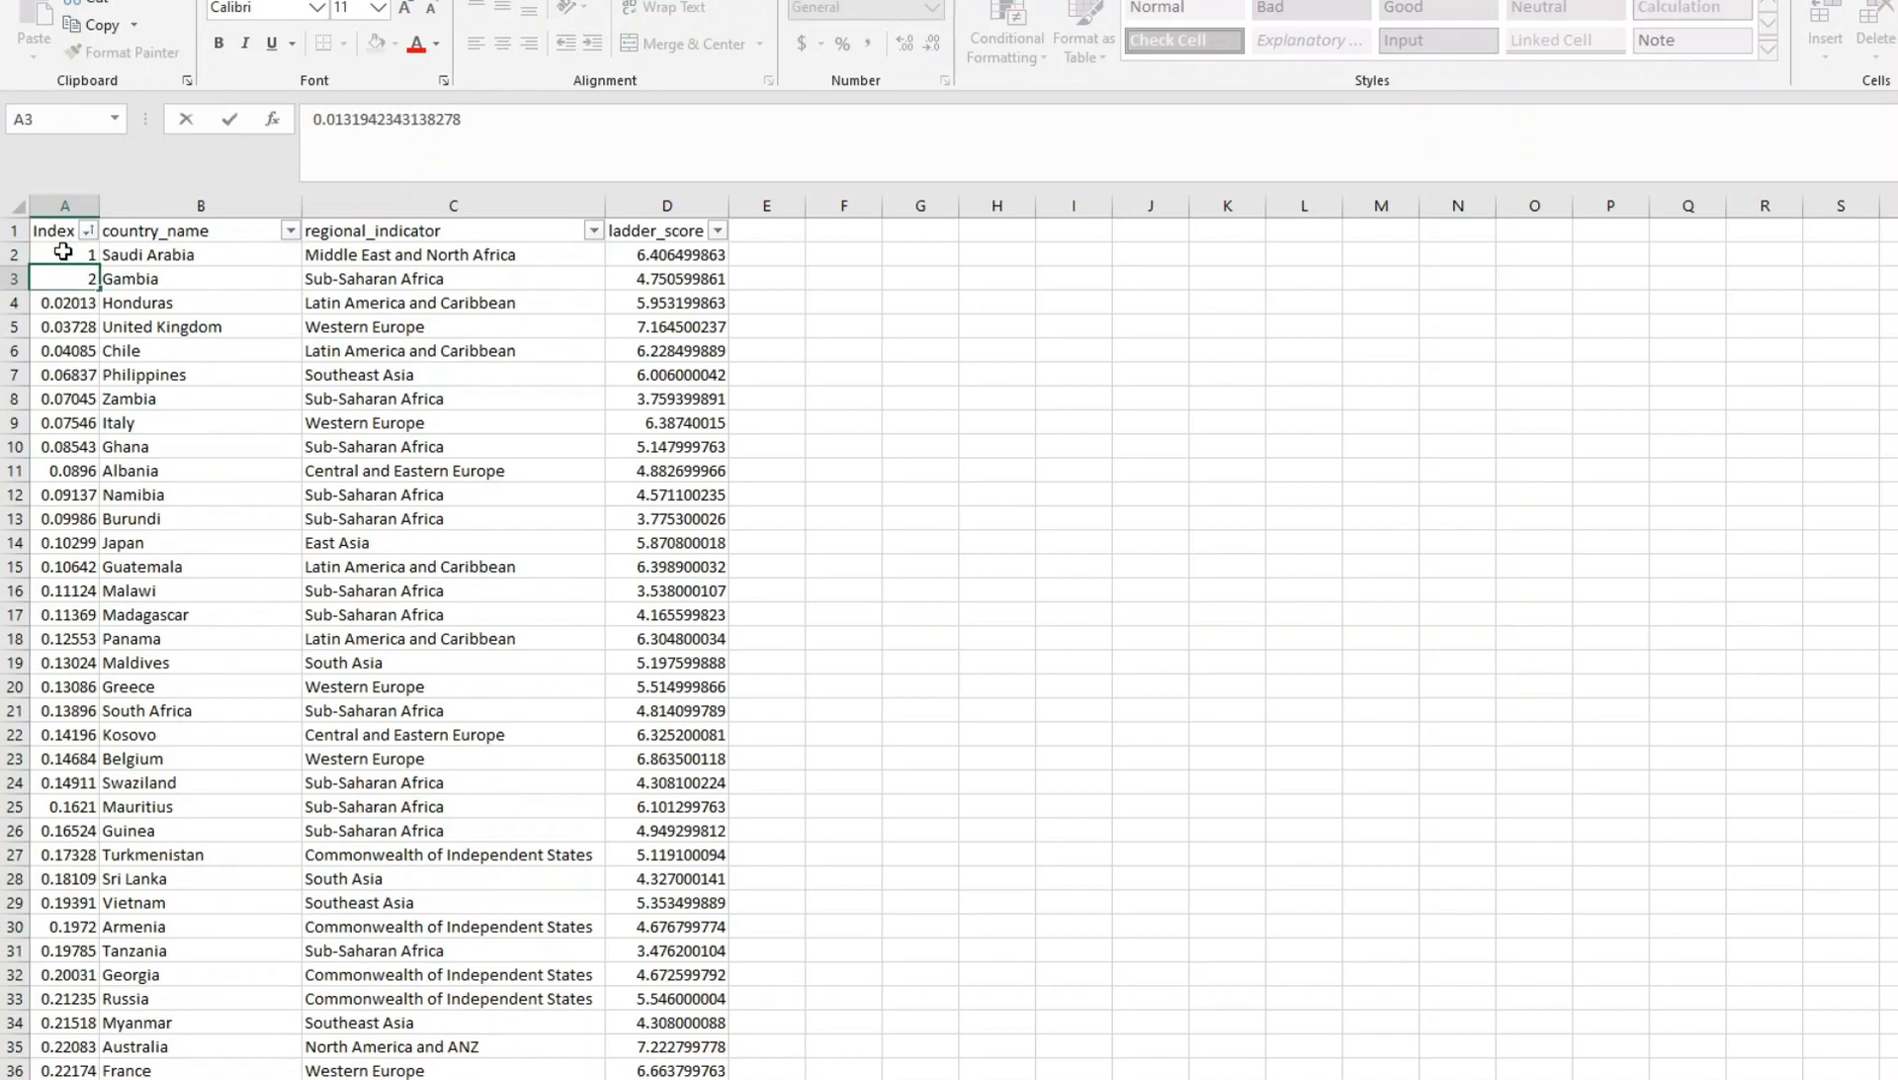 Cut
Calibri
11
A
A
Wrap Text
General
Normal
Bad
Good
Neutral
Calculation
Paste
Copy
Format Painter
B I U
A
Merge & Center
$ % ,
Conditional
Formatting
Format as
Table
Check Cell
Explanatory ...
Input
Linked Cell
Note
Insert
Delete
Clipboard
Font
Alignment
Number
Styles
Cells
A3
fx
0.0131942343138278
A B C D E F G H I J K L M N O P Q R S
1 Index country_name regional_indicator ladder_score
2 1 Saudi Arabia Middle East and North Africa 6.406499863
3 2 Gambia Sub-Saharan Africa 4.750599861
4 0.02013 Honduras Latin America and Caribbean 5.953199863
5 0.03728 United Kingdom Western Europe 7.164500237
6 0.04085 Chile Latin America and Caribbean 6.228499889
7 0.06837 Philippines Southeast Asia 6.006000042
8 0.07045 Zambia Sub-Saharan Africa 3.759399891
9 0.07546 Italy Western Europe 6.38740015
10 0.08543 Ghana Sub-Saharan Africa 5.147999763
11 0.0896 Albania Central and Eastern Europe 4.882699966
12 0.09137 Namibia Sub-Saharan Africa 4.571100235
13 0.09986 Burundi Sub-Saharan Africa 3.775300026
14 0.10299 Japan East Asia 5.870800018
15 0.10642 Guatemala Latin America and Caribbean 6.398900032
16 0.11124 Malawi Sub-Saharan Africa 3.538000107
17 0.11369 Madagascar Sub-Saharan Africa 4.165599823
18 0.12553 Panama Latin America and Caribbean 6.304800034
19 0.13024 Maldives South Asia 5.197599888
20 0.13086 Greece Western Europe 5.514999866
21 0.13896 South Africa Sub-Saharan Africa 4.814099789
22 0.14196 Kosovo Central and Eastern Europe 6.325200081
23 0.14684 Belgium Western Europe 6.863500118
24 0.14911 Swaziland Sub-Saharan Africa 4.308100224
25 0.1621 Mauritius Sub-Saharan Africa 6.101299763
26 0.16524 Guinea Sub-Saharan Africa 4.949299812
27 0.17328 Turkmenistan Commonwealth of Independent States 5.119100094
28 0.18109 Sri Lanka South Asia 4.327000141
29 0.19391 Vietnam Southeast Asia 5.353499889
30 0.1972 Armenia Commonwealth of Independent States 4.676799774
31 0.19785 Tanzania Sub-Saharan Africa 3.476200104
32 0.20031 Georgia Commonwealth of Independent States 4.672599792
33 0.21235 Russia Commonwealth of Independent States 5.546000004
34 0.21518 Myanmar Southeast Asia 4.308000088
35 0.22083 Australia North America and ANZ 7.222799778
36 0.22174 France Western Europe 6.663799763